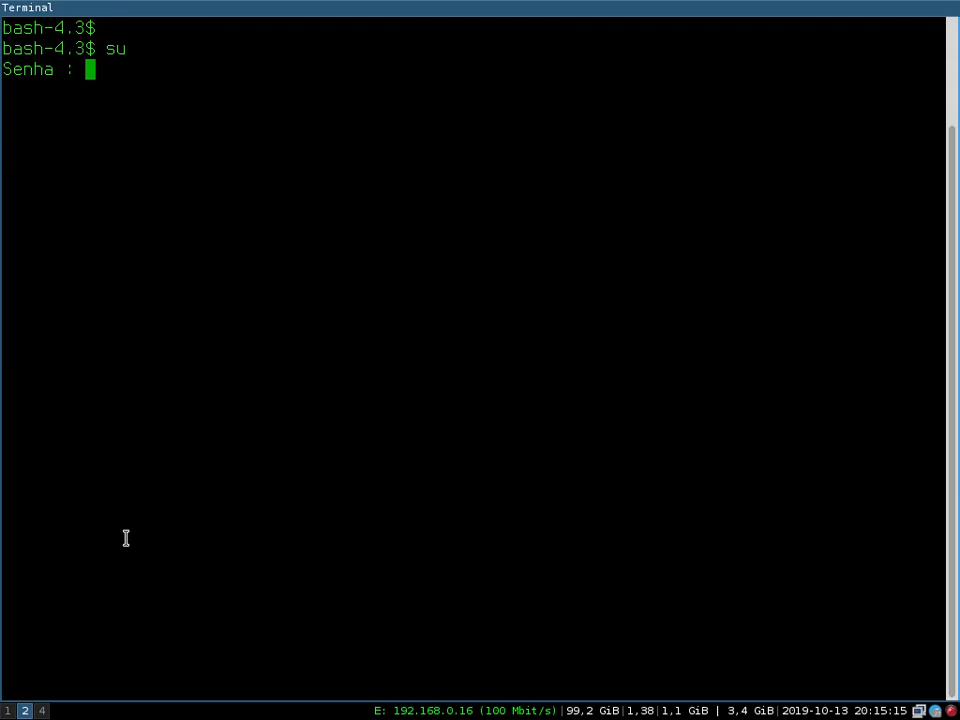 Terminal
bash-4.3$
bash-4.3$ su
Senha :
1 2 4 E: 192.168.0.16 (100 Mbit/s)|99,2 GiB|1,38|1,1 GiB | 3,4 GiB|2019-10-13 20:15:15